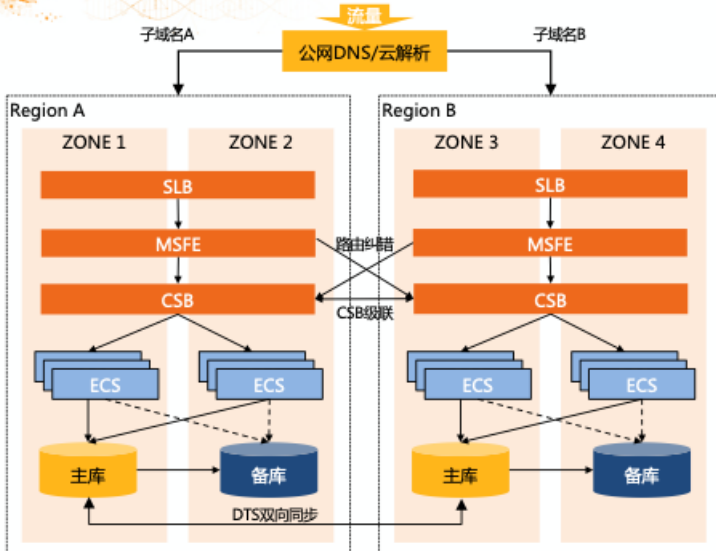 流量
子域名A
公网DNS/云解析
子域名B
Region A
Region B
ZONE 1
ZONE 2
ZONE 3
ZONE 4
SLB
SLB
MSFE
路由纠错
MSFE
CSB
CSB
CSB级联
ECS
ECS
ECS
ECS
主库
备库
主库
备库
DTS双向同步